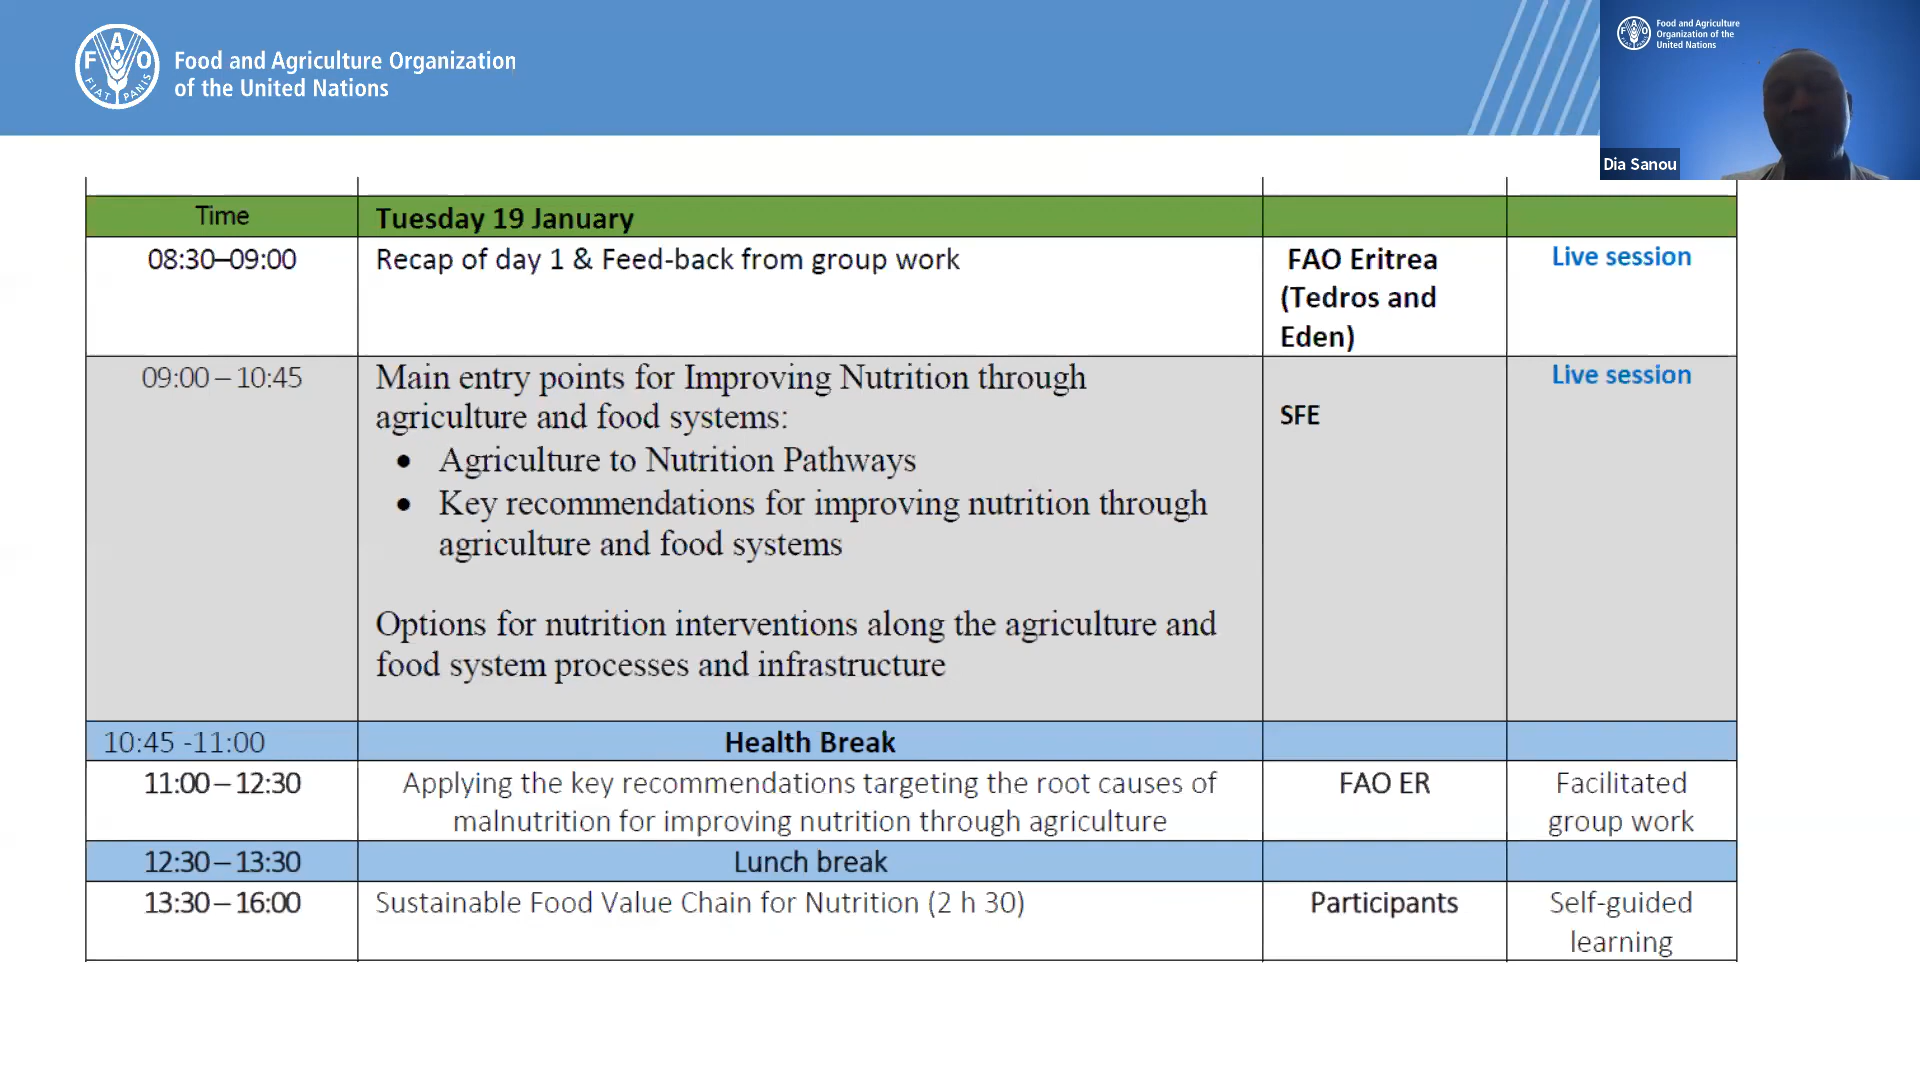 FAO
FIAT PANIS
Food and Agriculture Organization
of the United Nations
Food and Agriculture
Organization of the
United Nations
Dia Sanou
Time
Tuesday 19 January
08:30–09:00
Recap of day 1 & Feed-back from group work
FAO Eritrea
(Tedros and
Eden)
Live session
09:00 – 10:45
Main entry points for Improving Nutrition through
agriculture and food systems:
• Agriculture to Nutrition Pathways
• Key recommendations for improving nutrition through
agriculture and food systems
Options for nutrition interventions along the agriculture and
food system processes and infrastructure
SFE
Live session
10:45 -11:00
Health Break
11:00 – 12:30
Applying the key recommendations targeting the root causes of
malnutrition for improving nutrition through agriculture
FAO ER
Facilitated
group work
12:30 – 13:30
Lunch break
13:30 – 16:00
Sustainable Food Value Chain for Nutrition (2 h 30)
Participants
Self-guided
learning